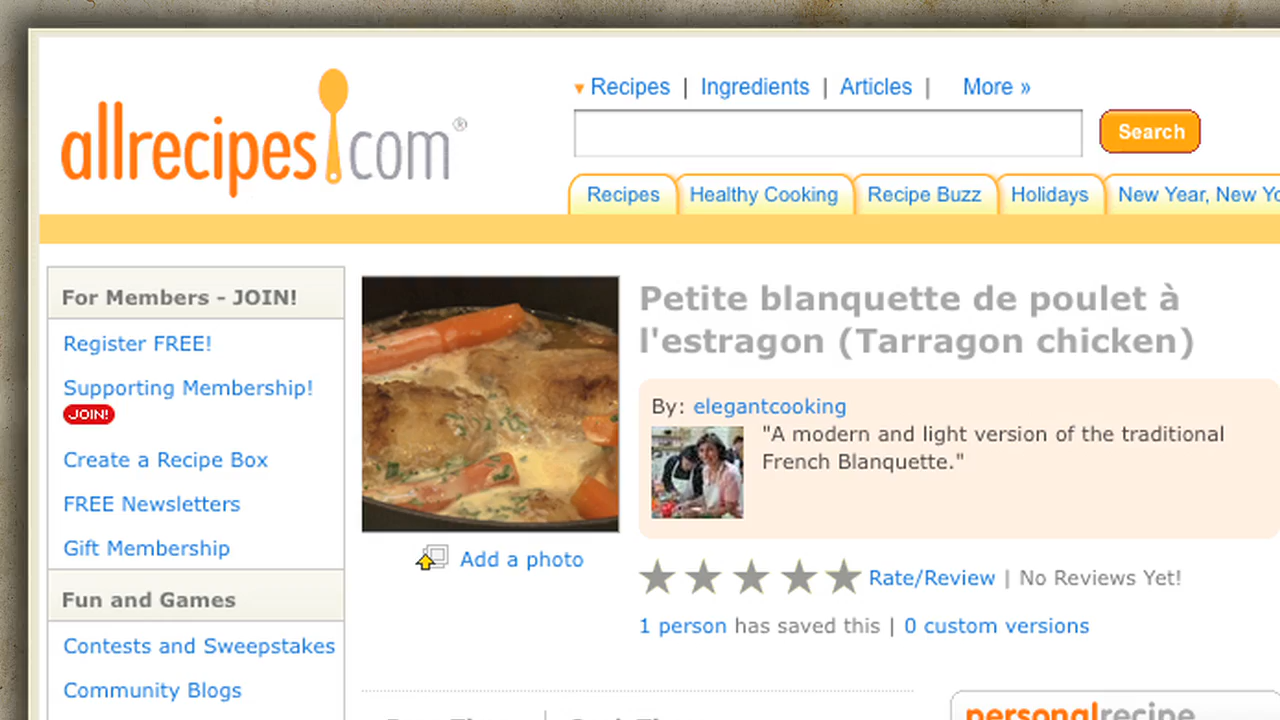 allrecipes.com®
Recipes | Ingredients | Articles | More »
Search
Recipes Healthy Cooking Recipe Buzz Holidays New Year, New
For Members - JOIN!
Register FREE!
Supporting Membership!
JOIN!
Create a Recipe Box
FREE Newsletters
Gift Membership
Fun and Games
Contests and Sweepstakes
Community Blogs
Add a photo
Petite blanquette de poulet à
l'estragon (Tarragon chicken)
By: elegantcooking
"A modern and light version of the traditional
French Blanquette."
Rate/Review | No Reviews Yet!
1 person has saved this | 0 custom versions
personalrecipe